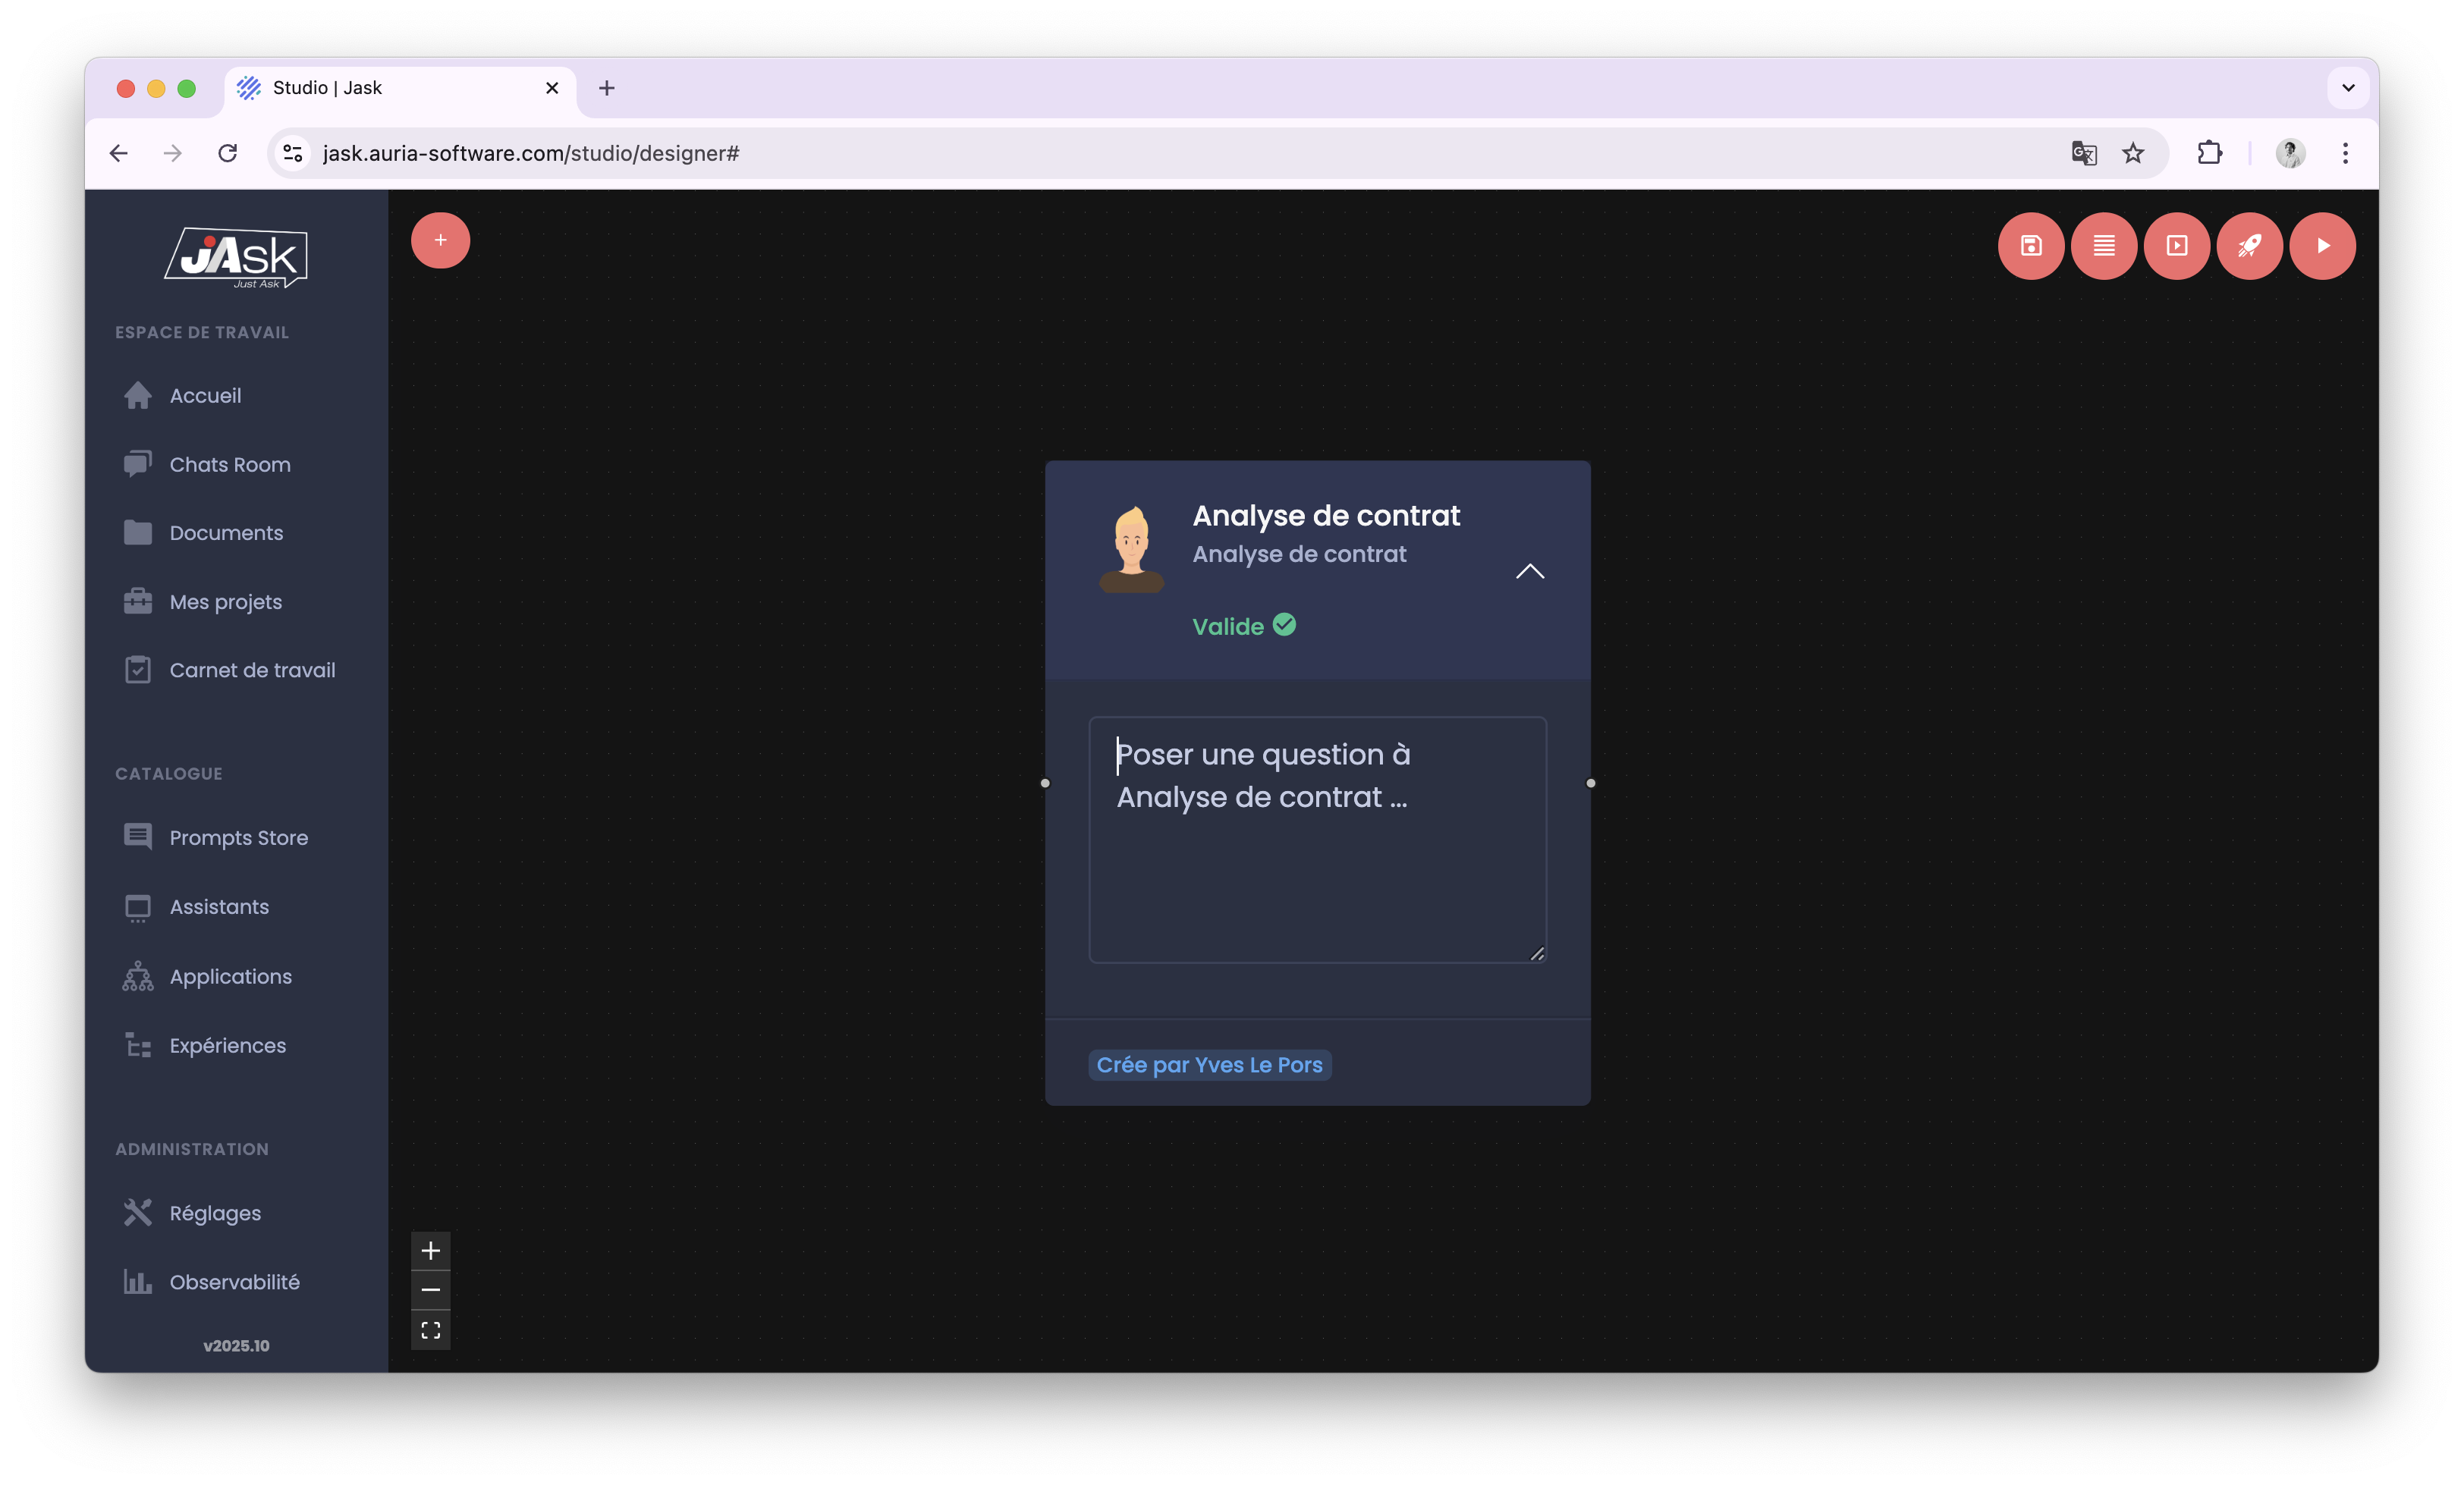 Studio | Jask
jask.auria-software.com/studio/designer#
jAsk
Just Ask
ESPACE DE TRAVAIL
Accueil
Chats Room
Documents
Mes projets
Carnet de travail
CATALOGUE
Prompts Store
Assistants
Applications
Expériences
ADMINISTRATION
Réglages
Observabilité
v2025.10
Analyse de contrat
Analyse de contrat
Valide
Poser une question à
Analyse de contrat ...
Crée par Yves Le Pors